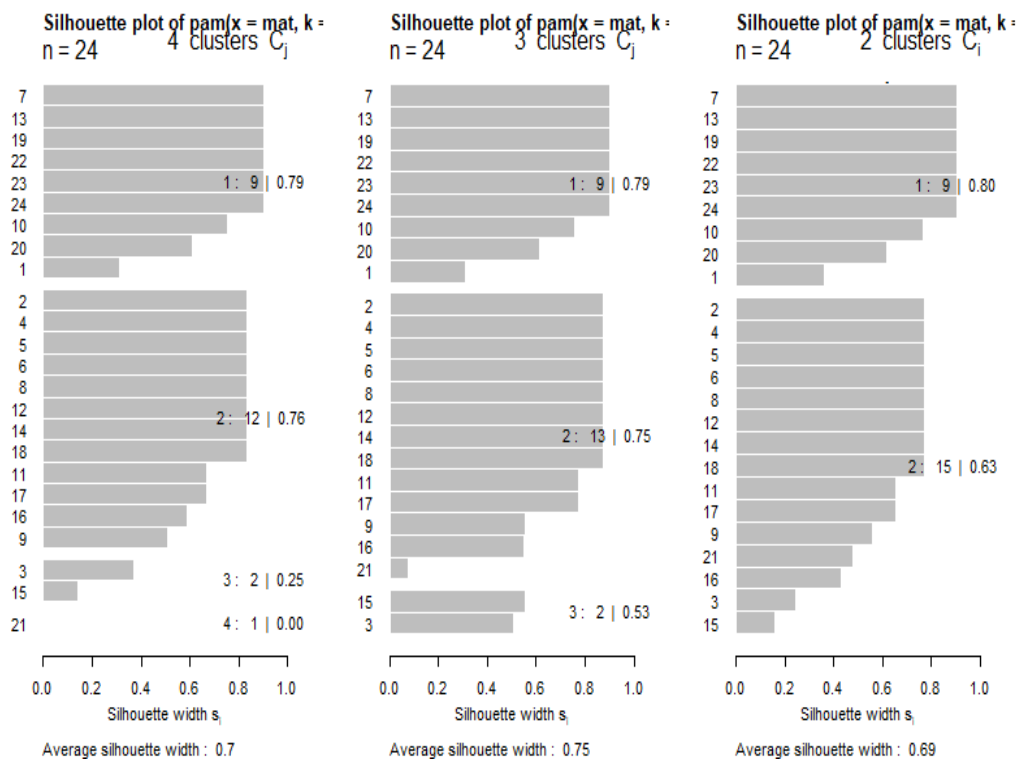 Silhouette plot of pam(x = mat, k =
n = 24
4 clusters Cj
7
13
19
22
23
24
10
20
1
1 : 9 | 0.79
2
4
5
6
8
12
14
18
11
17
16
9
2 : 12 | 0.76
3
15
3 : 2 | 0.25
21
4 : 1 | 0.00
0.0 0.2 0.4 0.6 0.8 1.0
Silhouette width si
Average silhouette width : 0.7
Silhouette plot of pam(x = mat, k =
n = 24
3 clusters Cj
7
13
19
22
23
24
10
20
1
1 : 9 | 0.79
2
4
5
6
8
12
14
18
11
17
9
16
21
2 : 13 | 0.75
15
3
3 : 2 | 0.53
0.0 0.2 0.4 0.6 0.8 1.0
Silhouette width si
Average silhouette width : 0.75
Silhouette plot of pam(x = mat, k =
n = 24
2 clusters Ci
7
13
19
22
23
24
10
20
1
1 : 9 | 0.80
2
4
5
6
8
12
14
18
11
17
9
21
16
3
15
2 : 15 | 0.63
0.0 0.2 0.4 0.6 0.8 1.0
Silhouette width si
Average silhouette width : 0.69